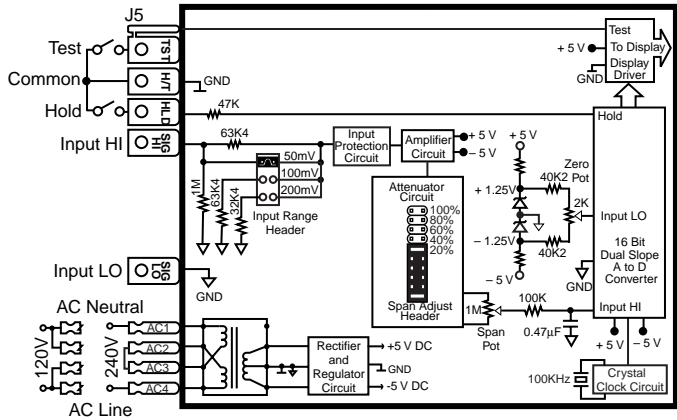 J5
Test
TST
Common
H/T
GND
Hold
HLD
47K
Input HI
SIG HI
63K4
1M
63K4
32K4
50mV
100mV
200mV
Input Range
Header
Input
Protection
Circuit
Amplifier
Circuit
+ 5 V
– 5 V
Attenuator
Circuit
100%
80%
60%
40%
20%
Span Adjust
Header
1M
Span
Pot
+ 5 V
+ 1.25V
– 1.25V
– 5 V
40K2
40K2
Zero
Pot
2K
100K
0.47µF
Test
To Display
Display
Driver
+ 5 V
GND
Hold
Input LO
16 Bit
Dual Slope
A to D
Converter
GND
Input HI
+ 5 V
– 5 V
100KHz
Crystal
Clock Circuit
Input LO
SIG LO
GND
AC Neutral
120V
240V
AC1
AC2
AC3
AC4
AC Line
Rectifier
and
Regulator
Circuit
+5 V DC
GND
-5 V DC